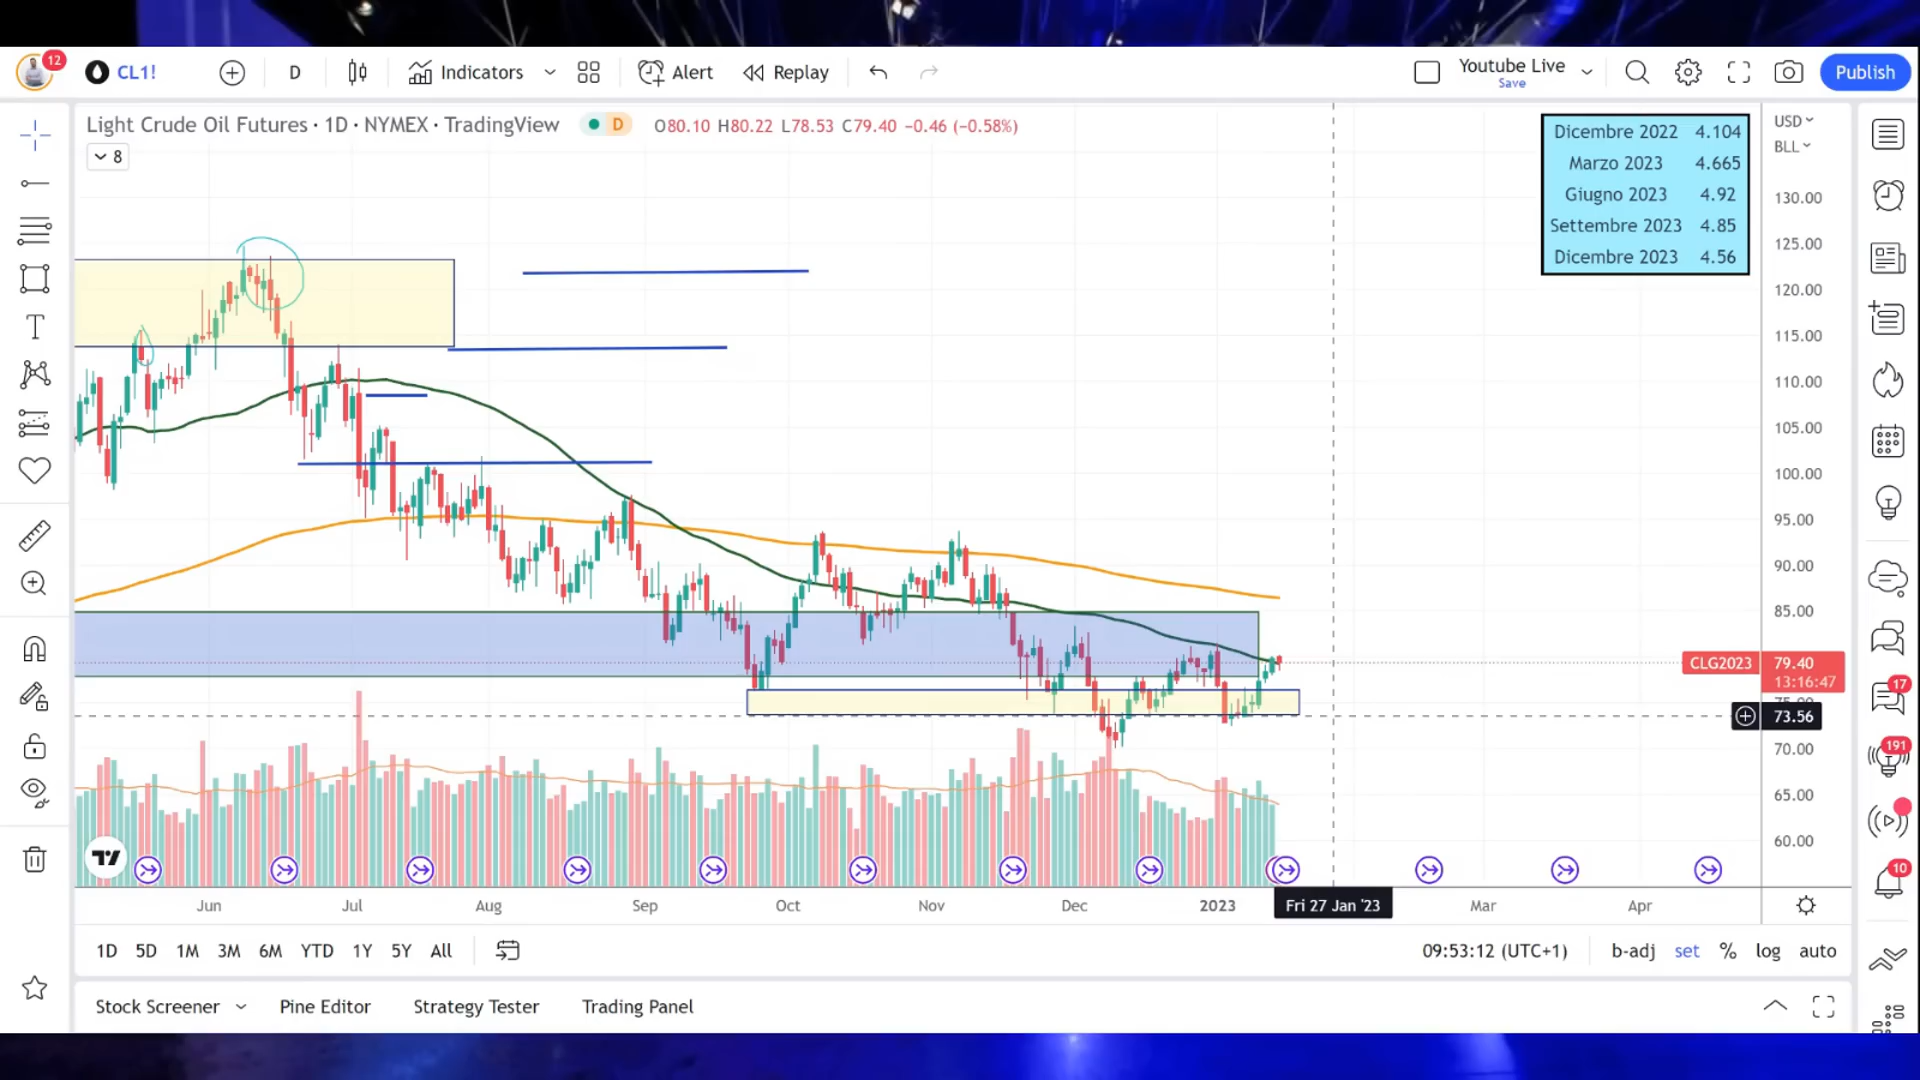 12
CL1!
D
Indicators
Alert
Replay
Youtube Live
Save
Publish
Light Crude Oil Futures · 1D · NYMEX · TradingView
D
O80.10 H80.22 L78.53 C79.40 −0.46 (−0.58%)
8
Dicembre 2022 4.104
Marzo 2023 4.665
Giugno 2023 4.92
Settembre 2023 4.85
Dicembre 2023 4.56
USD
BLL
130.00
125.00
120.00
115.00
110.00
105.00
100.00
95.00
90.00
85.00
CLG2023 79.40
13:16:47
75.00
73.56
70.00
65.00
60.00
17
191
10
Jun Jul Aug Sep Oct Nov Dec 2023 Fri 27 Jan '23 Mar Apr
1D 5D 1M 3M 6M YTD 1Y 5Y All
09:53:12 (UTC+1) b-adj set % log auto
Stock Screener Pine Editor Strategy Tester Trading Panel